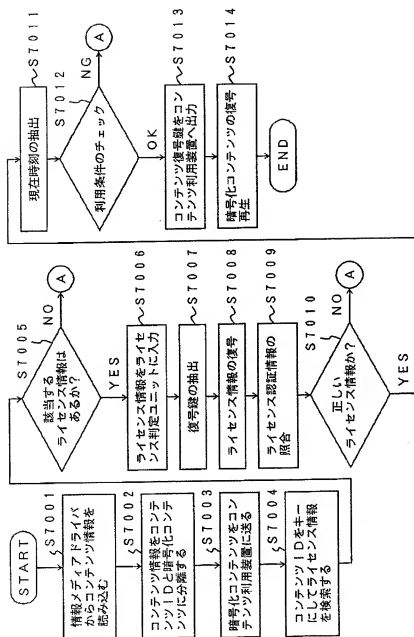 START
S7001
情報メディアドライバ
からコンテンツ情報を
読み込む
S7002
コンテンツ情報をコンテ
ンツIDと暗号化コンテ
ンツに分離する
S7003
暗号化コンテンツをコン
テンツ利用装置に送る
S7004
コンテンツIDをキー
にしてライセンス情報
を検索する
S7005
該当する
ライセンス情報は
あるか?
NO
A
YES
S7006
ライセンス情報をライセ
ンス判定ユニットに入力
S7007
復号鍵の抽出
S7008
ライセンス情報の復号
S7009
ライセンス認証情報の
照合
S7010
正しい
ライセンス情報か?
NO
A
YES
S7011
現在時刻の抽出
S7012
利用条件のチェック
NG
A
OK
S7013
コンテンツ復号鍵をコン
テンツ利用装置へ出力
S7014
暗号化コンテンツの復号
再生
END